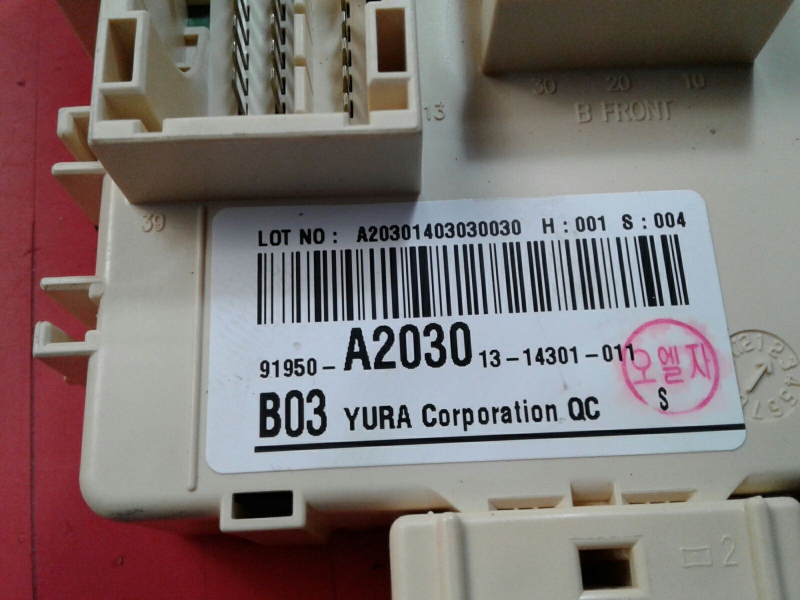 30 20 10
B FRONT
13
39
LOT NO : A20301403030030 H : 001 S : 004
91950 - A2030 13-14301-011
오엘자
S
B03 YURA Corporation QC
2